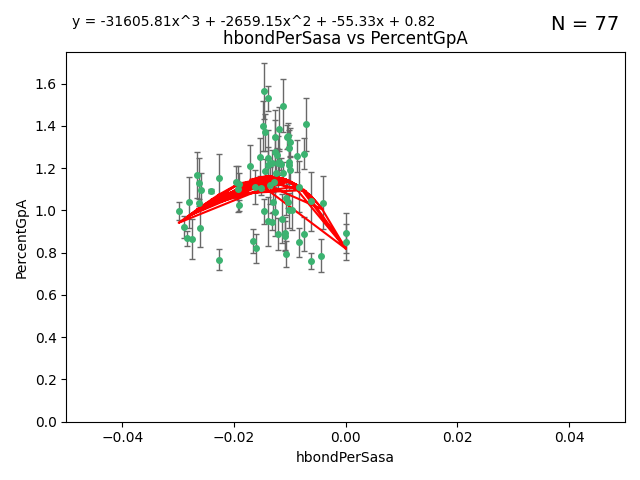 y = -31605.81x^3 + -2659.15x^2 + -55.33x + 0.82
N = 77
hbondPerSasa vs PercentGpA
1.6
1.4
1.2
1.0
0.8
0.6
0.4
0.2
0.0
PercentGpA
−0.04 −0.02 0.00 0.02 0.04
hbondPerSasa